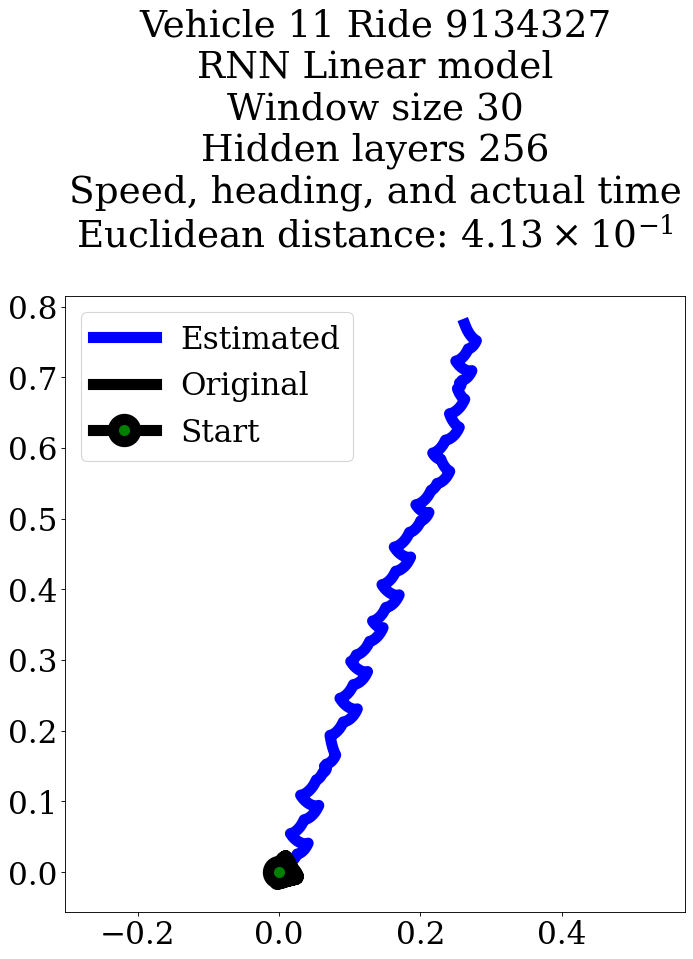 Vehicle 11 Ride 9134327
RNN Linear model
Window size 30
Hidden layers 256
Speed, heading, and actual time
Euclidean distance: 4.13 × 10⁻¹
Estimated
Original
Start
0.8
0.7
0.6
0.5
0.4
0.3
0.2
0.1
0.0
−0.2
0.0
0.2
0.4